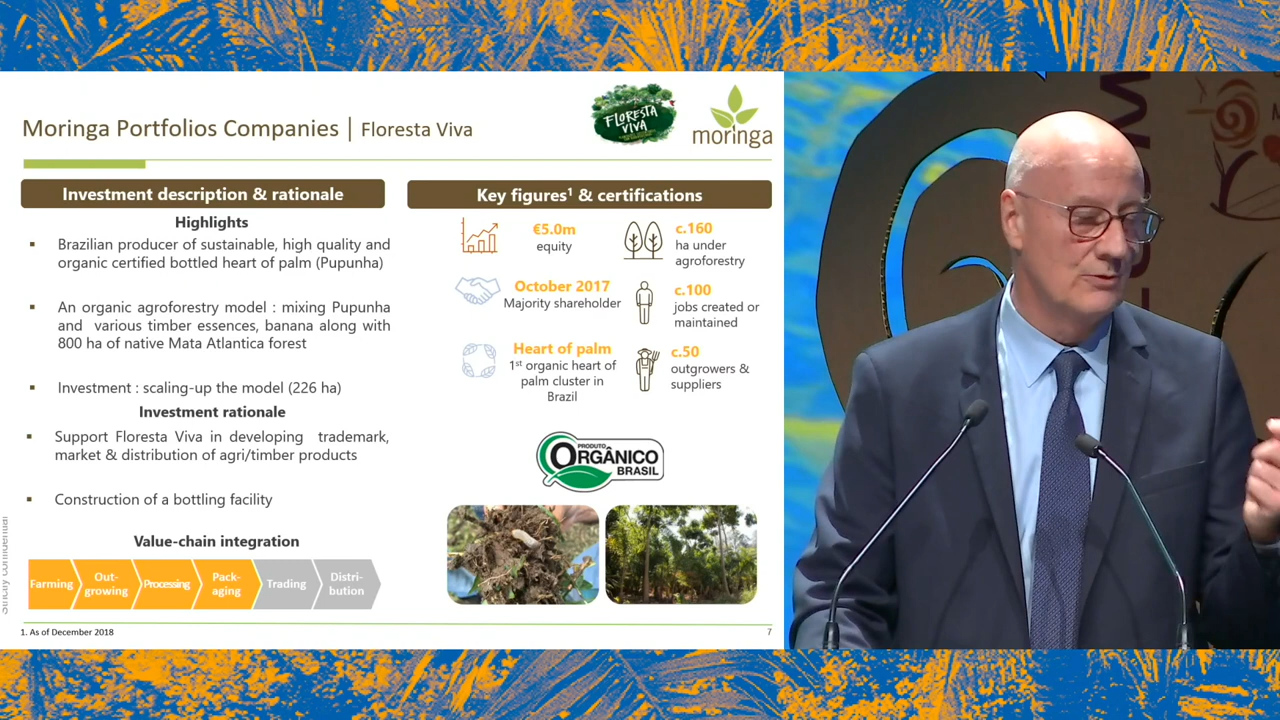 Moringa Portfolios Companies | Floresta Viva
FLORESTA
VIVA
moringa
Investment description & rationale
Highlights
▪ Brazilian producer of sustainable, high quality and
organic certified bottled heart of palm (Pupunha)
▪ An organic agroforestry model : mixing Pupunha
and various timber essences, banana along with
800 ha of native Mata Atlantica forest
▪ Investment : scaling-up the model (226 ha)
Investment rationale
▪ Support Floresta Viva in developing trademark,
market & distribution of agri/timber products
▪ Construction of a bottling facility
Value-chain integration
Farming
Out-
growing
Processing
Pack-
aging
Trading
Distri-
bution
Key figures¹ & certifications
€5.0m
equity
c.160
ha under
agroforestry
October 2017
Majority shareholder
c.100
jobs created or
maintained
Heart of palm
1st organic heart of
palm cluster in
Brazil
c.50
outgrowers &
suppliers
PRODUTO
ORGÂNICO
BRASIL
Strictly confidential
1. As of December 2018
7